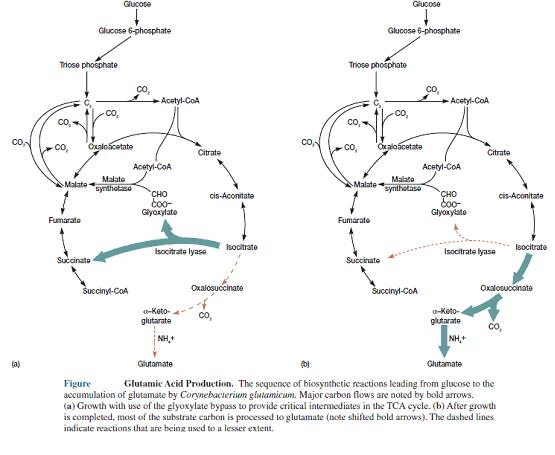 Glucose
Glucose 6-phosphate
Triose phosphate
C3
CO2
Acetyl-CoA
CO2
CO2
CO2
CO2
Oxaloacetate
Citrate
Acetyl-CoA
Malate
Malate
synthetase
CHO
COO–
Glyoxylate
cis-Aconitate
Fumarate
Isocitrate
Isocitrate lyase
Succinate
Succinyl-CoA
Oxalosuccinate
α–Keto-
glutarate
CO2
NH4+
Glutamate
(a)
Glucose
Glucose 6-phosphate
Triose phosphate
C3
CO2
Acetyl-CoA
CO2
CO2
CO2
CO2
Oxaloacetate
Citrate
Acetyl-CoA
Malate
Malate
synthetase
CHO
COO–
Glyoxylate
cis-Aconitate
Fumarate
Isocitrate
Isocitrate lyase
Succinate
Succinyl-CoA
Oxalosuccinate
α–Keto-
glutarate
CO2
NH4+
Glutamate
(b)
Figure Glutamic Acid Production. The sequence of biosynthetic reactions leading from glucose to the
accumulation of glutamate by Corynebacterium glutamicum. Major carbon flows are noted by bold arrows.
(a) Growth with use of the glyoxylate bypass to provide critical intermediates in the TCA cycle. (b) After growth
is completed, most of the substrate carbon is processed to glutamate (note shifted bold arrows). The dashed lines
indicate reactions that are being used to a lesser extent.